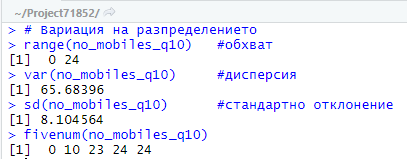 ~/Project71852/
> # Вариация на разпределението
> range(no_mobiles_q10)   #обхват
[1]  0 24
> var(no_mobiles_q10)     #дисперсия
[1] 65.68396
> sd(no_mobiles_q10)      #стандартно отклонение
[1] 8.104564
> fivenum(no_mobiles_q10)
[1]  0 10 23 24 24